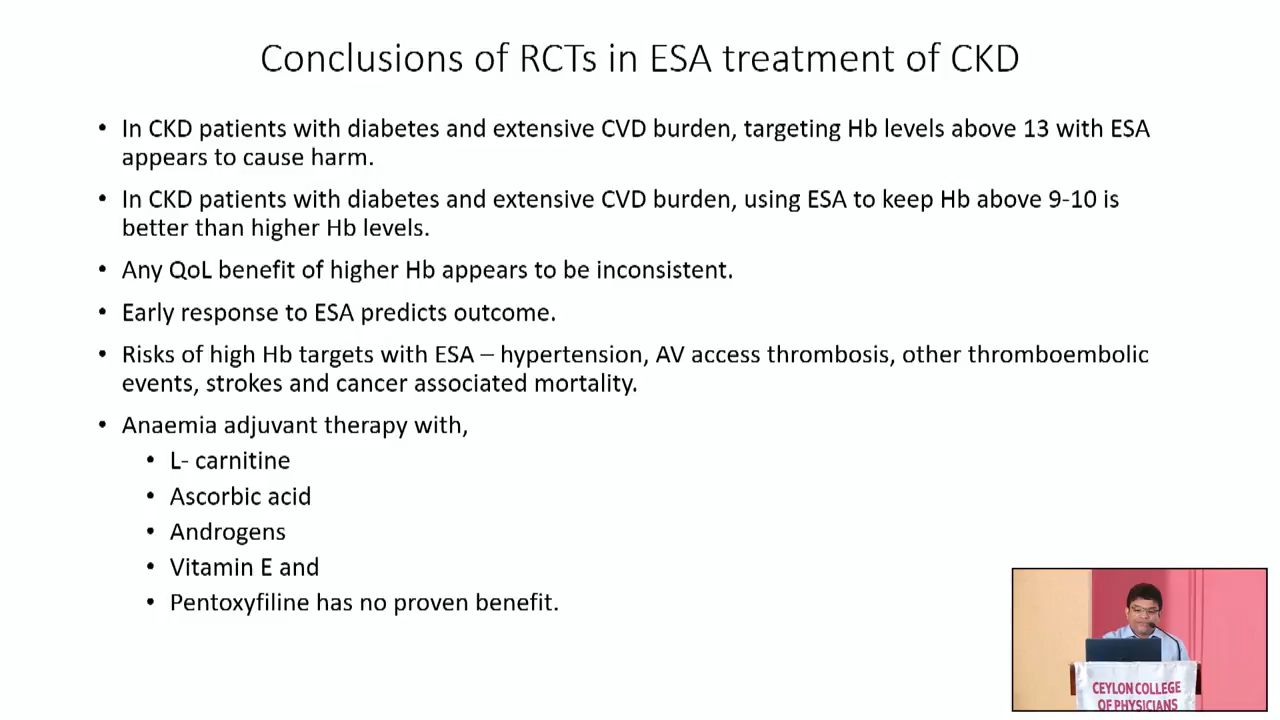 Conclusions of RCTs in ESA treatment of CKD
• In CKD patients with diabetes and extensive CVD burden, targeting Hb levels above 13 with ESA
appears to cause harm.
• In CKD patients with diabetes and extensive CVD burden, using ESA to keep Hb above 9-10 is
better than higher Hb levels.
• Any QoL benefit of higher Hb appears to be inconsistent.
• Early response to ESA predicts outcome.
• Risks of high Hb targets with ESA – hypertension, AV access thrombosis, other thromboembolic
events, strokes and cancer associated mortality.
• Anaemia adjuvant therapy with,
• L- carnitine
• Ascorbic acid
• Androgens
• Vitamin E and
• Pentoxyfiline has no proven benefit.
CEYLON COLLEGE
OF PHYSICIANS